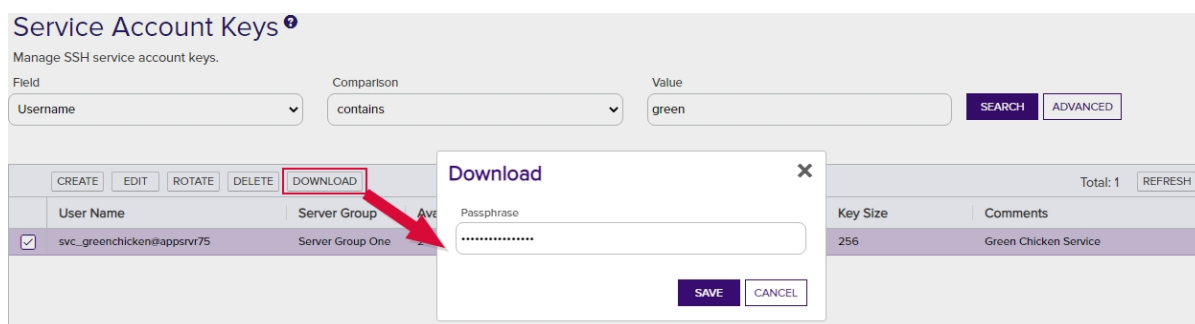 Service Account Keys ?
Manage SSH service account keys.
Field Comparison Value
Username contains green SEARCH ADVANCED
Download
CREATE EDIT ROTATE DELETE DOWNLOAD Total: 1 REFRESH
Passphrase
User Name Server Group Ava Key Size Comments
••••••••••••••••
svc_greenchicken@appsrvr75 Server Group One 256 Green Chicken Service
SAVE CANCEL